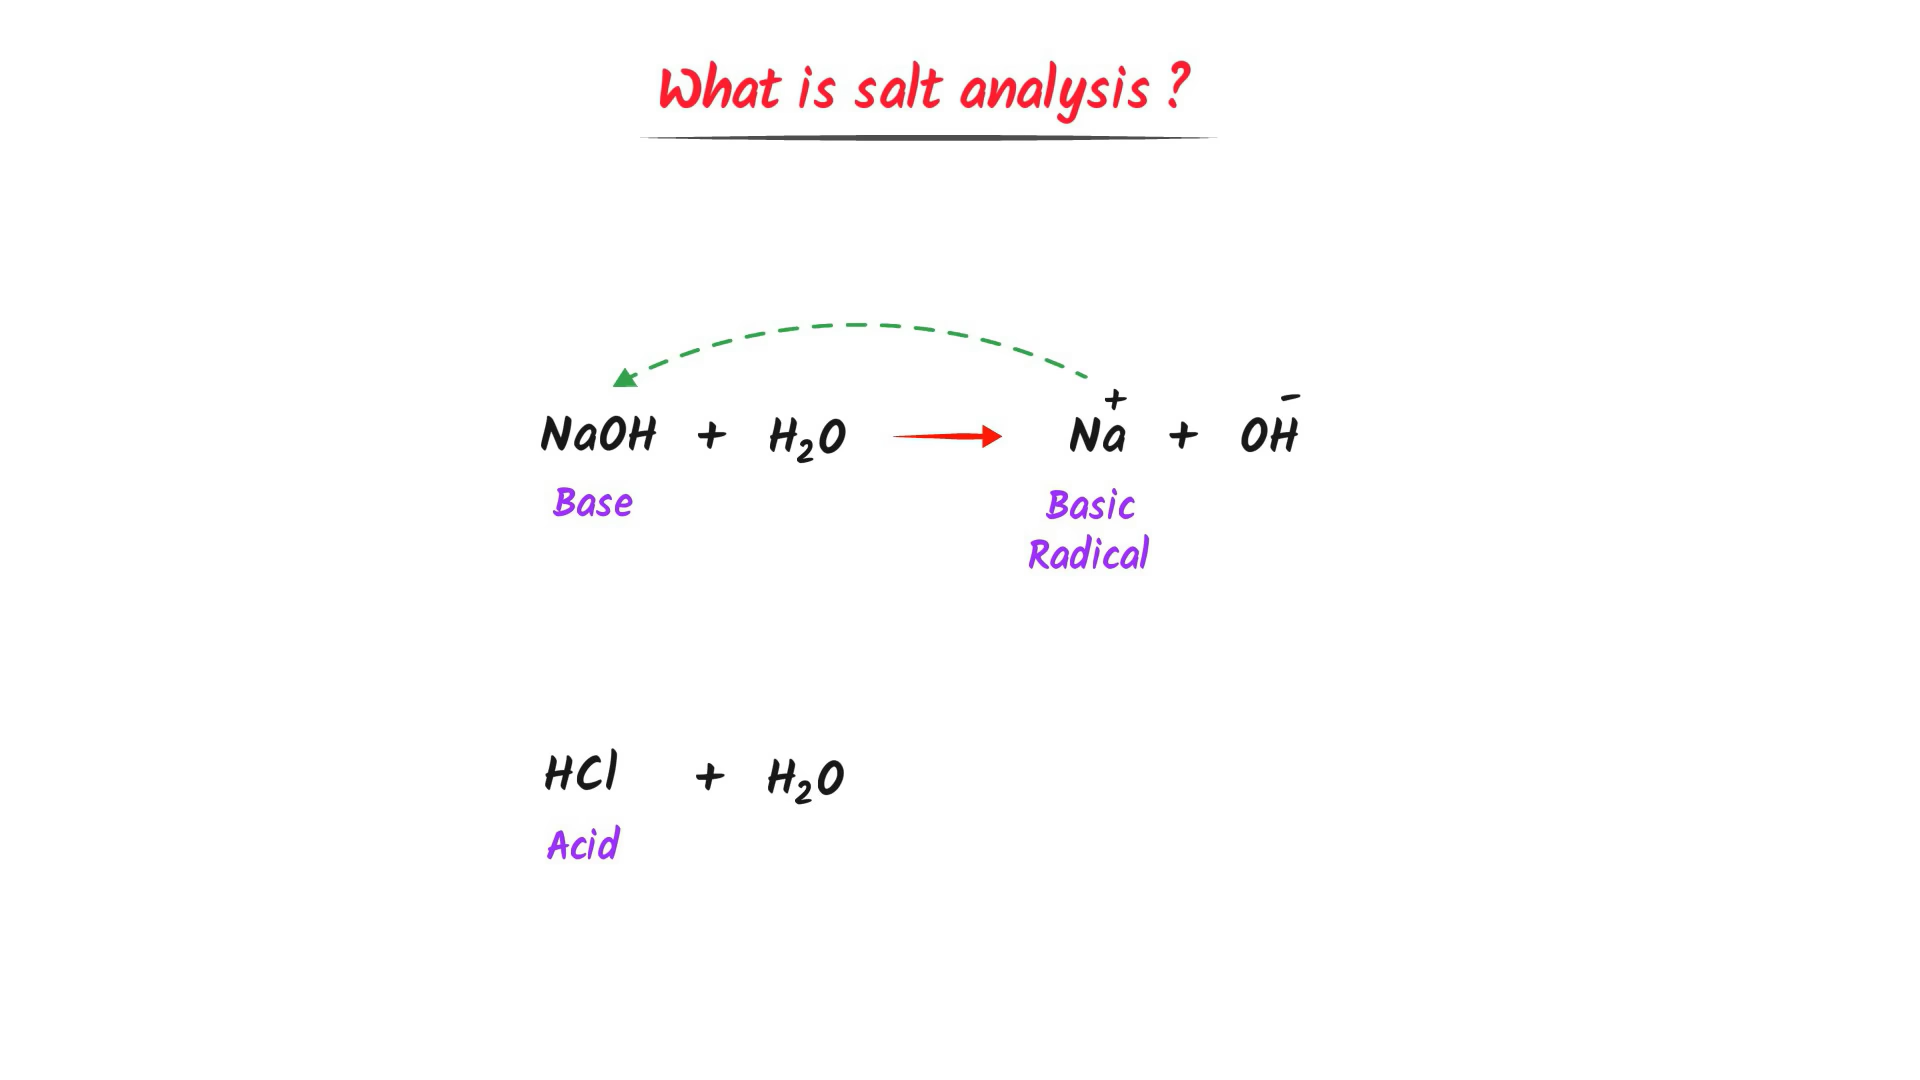 What is salt analysis ?
NaOH + H₂O → Na⁺ + OH⁻
Base
Basic
Radical
HCl + H₂O
Acid